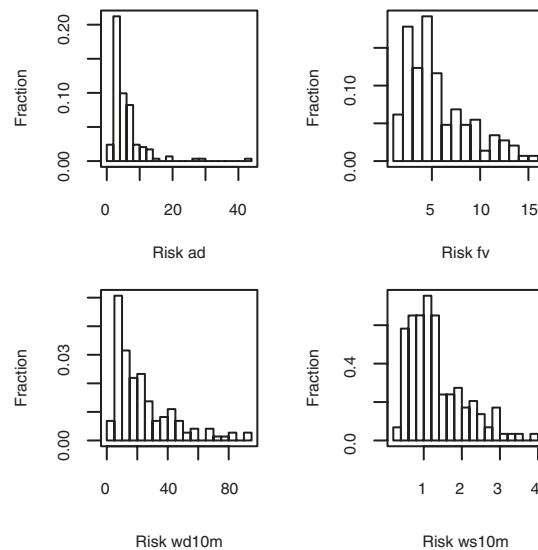 Fraction
0.00 0.10 0.20
0 20 40
Risk ad
Fraction
0.00 0.10
5 10 15
Risk fv
Fraction
0.00 0.03
0 40 80
Risk wd10m
Fraction
0.0 0.4
1 2 3 4
Risk ws10m